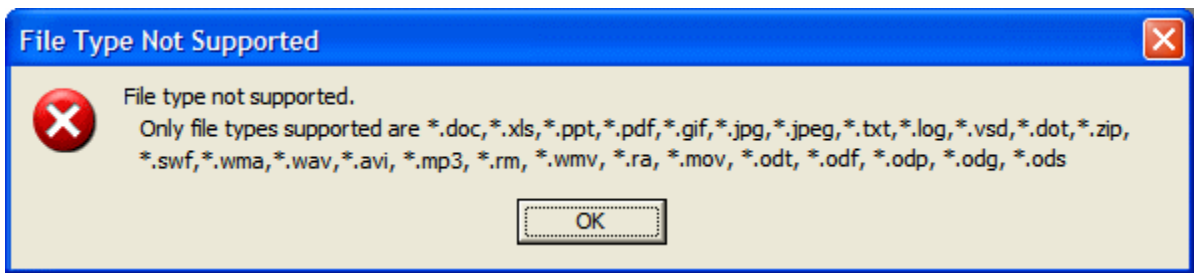 File Type Not Supported
File type not supported.
Only file types supported are *.doc,*.xls,*.ppt,*.pdf,*.gif,*.jpg,*.jpeg,*.txt,*.log,*.vsd,*.dot,*.zip,
*.swf,*.wma,*.wav,*.avi, *.mp3, *.rm, *.wmv, *.ra, *.mov, *.odt, *.odf, *.odp, *.odg, *.ods
OK